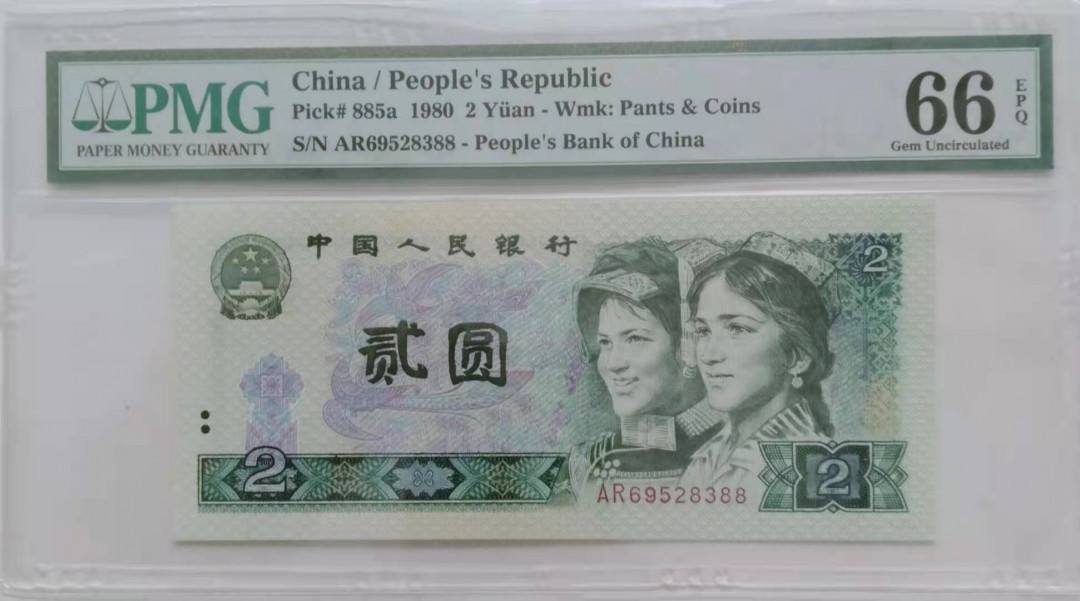 PMG
PAPER MONEY GUARANTY
China / People's Republic
Pick# 885a 1980 2 Yüan - Wmk: Pants & Coins
S/N AR69528388 - People's Bank of China
66
EPQ
Gem Uncirculated
中国人民银行
2
贰圆
2
AR69528388
2